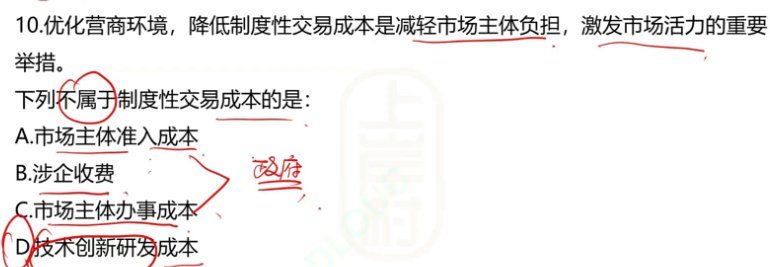 10.优化营商环境，降低制度性交易成本是减轻市场主体负担，激发市场活力的重要
举措。
下列不属于制度性交易成本的是：
A.市场主体准入成本
B.涉企收费
政府
C.市场主体办事成本
D.技术创新研发成本
上岸村